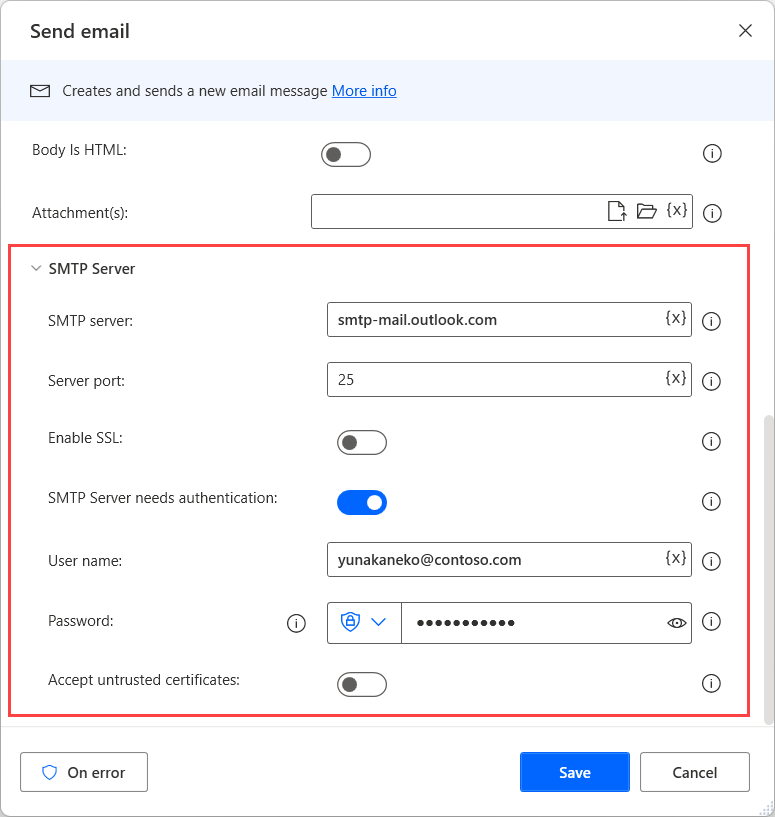 Send email
Creates and sends a new email message More info
Body Is HTML:
Attachment(s):
{x}
SMTP Server
SMTP server:
smtp-mail.outlook.com {x}
Server port:
25 {x}
Enable SSL:
SMTP Server needs authentication:
User name:
yunakaneko@contoso.com {x}
Password:
•••••••••••
Accept untrusted certificates:
On error
Save
Cancel